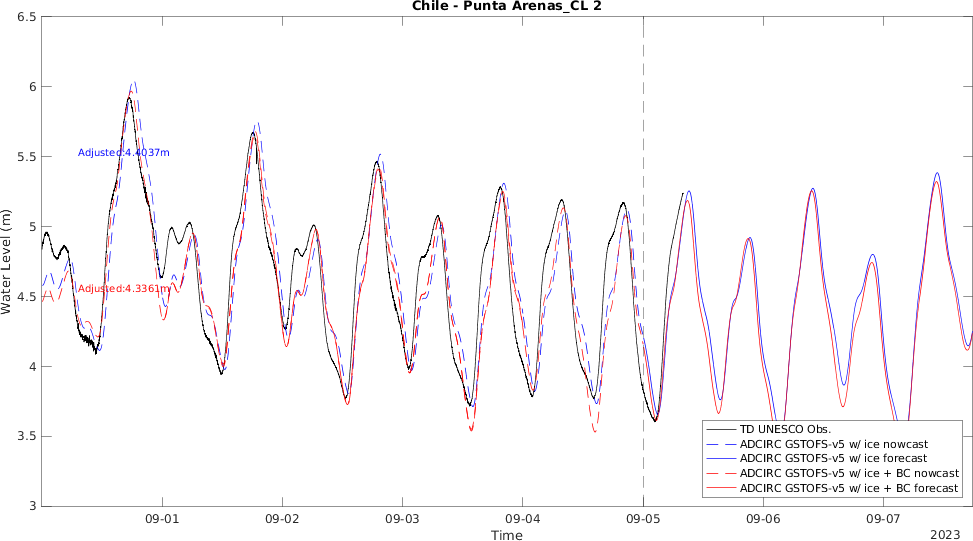 Chile - Punta Arenas_CL 2
6.5
6
5.5
5
4.5
4
3.5
3
Water Level (m)
Adjusted:4.4037m
Adjusted:4.3361m
TD UNESCO Obs.
ADCIRC GSTOFS-v5 w/ ice nowcast
ADCIRC GSTOFS-v5 w/ ice forecast
ADCIRC GSTOFS-v5 w/ ice + BC nowcast
ADCIRC GSTOFS-v5 w/ ice + BC forecast
09-01 09-02 09-03 09-04 09-05 09-06 09-07
Time
2023